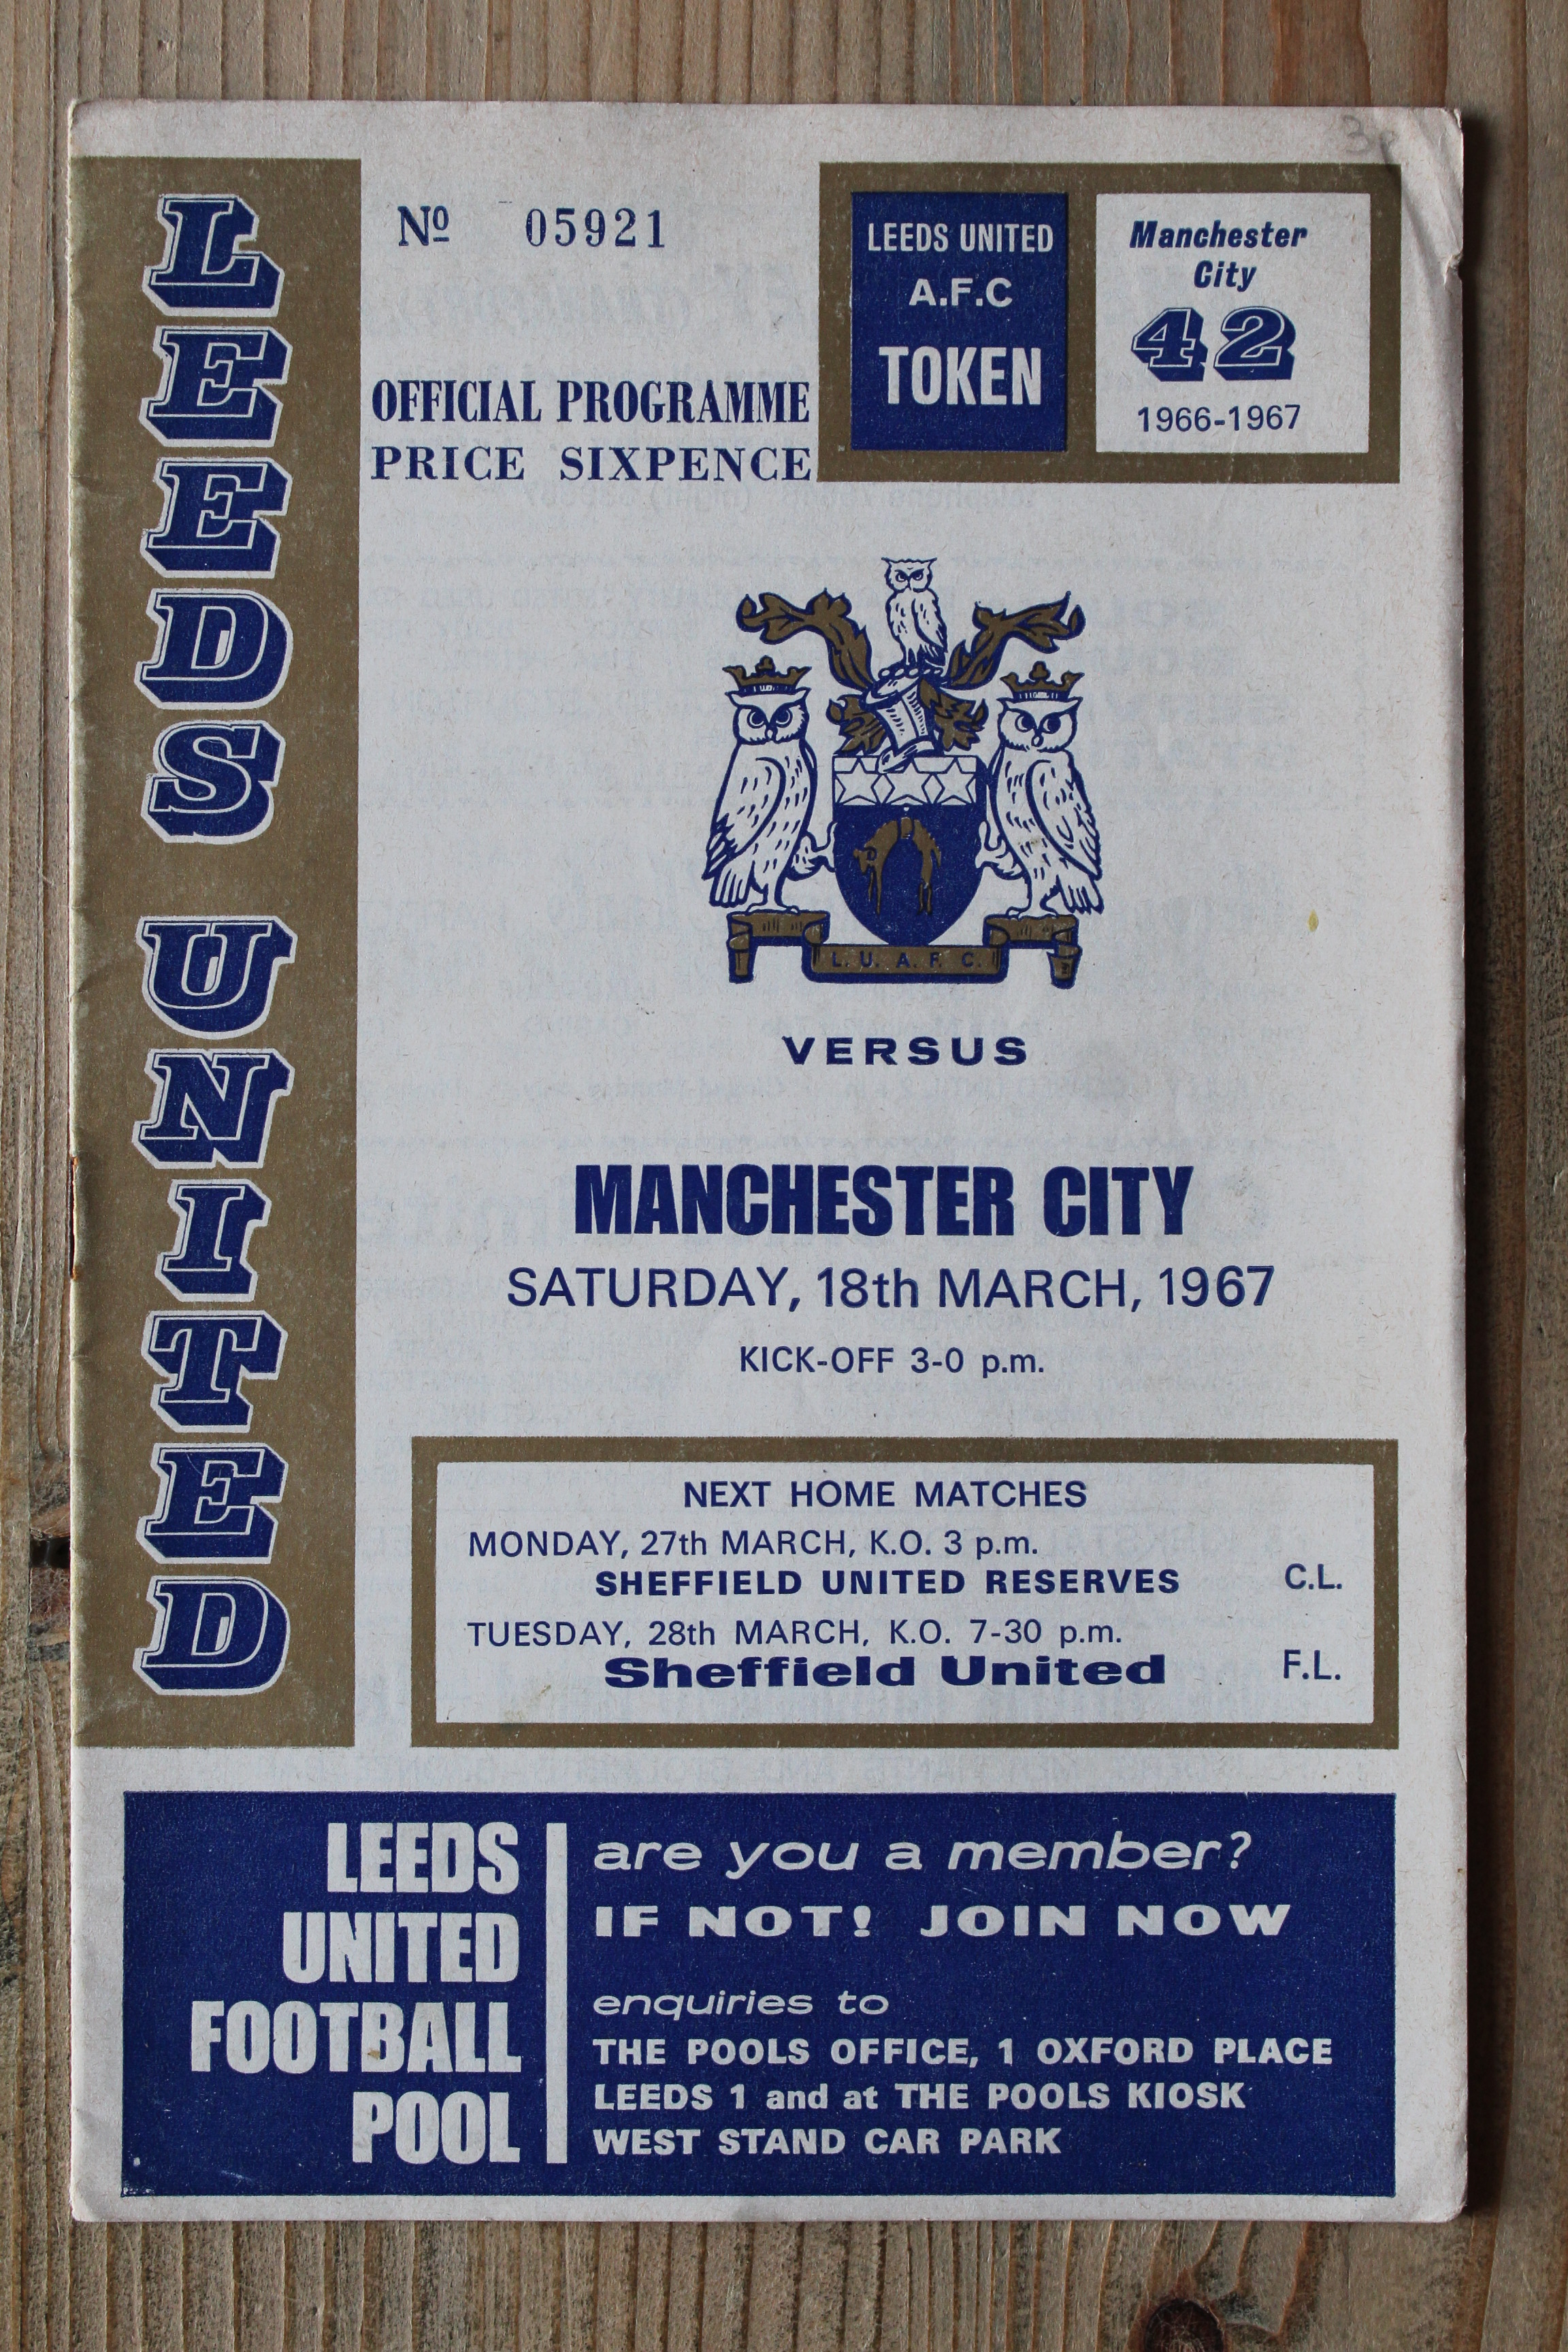 LEEDS UNITED
Nº 05921
OFFICIAL PROGRAMME
PRICE SIXPENCE
LEEDS UNITED
A.F.C
TOKEN
Manchester
City
42
1966-1967
3p
L. U. A. F. C.
VERSUS
MANCHESTER CITY
SATURDAY, 18th MARCH, 1967
KICK-OFF 3-0 p.m.
NEXT HOME MATCHES
MONDAY, 27th MARCH, K.O. 3 p.m.
SHEFFIELD UNITED RESERVES C.L.
TUESDAY, 28th MARCH, K.O. 7-30 p.m.
Sheffield United F.L.
LEEDS
UNITED
FOOTBALL
POOL
are you a member?
IF NOT! JOIN NOW
enquiries to
THE POOLS OFFICE, 1 OXFORD PLACE
LEEDS 1 and at THE POOLS KIOSK
WEST STAND CAR PARK